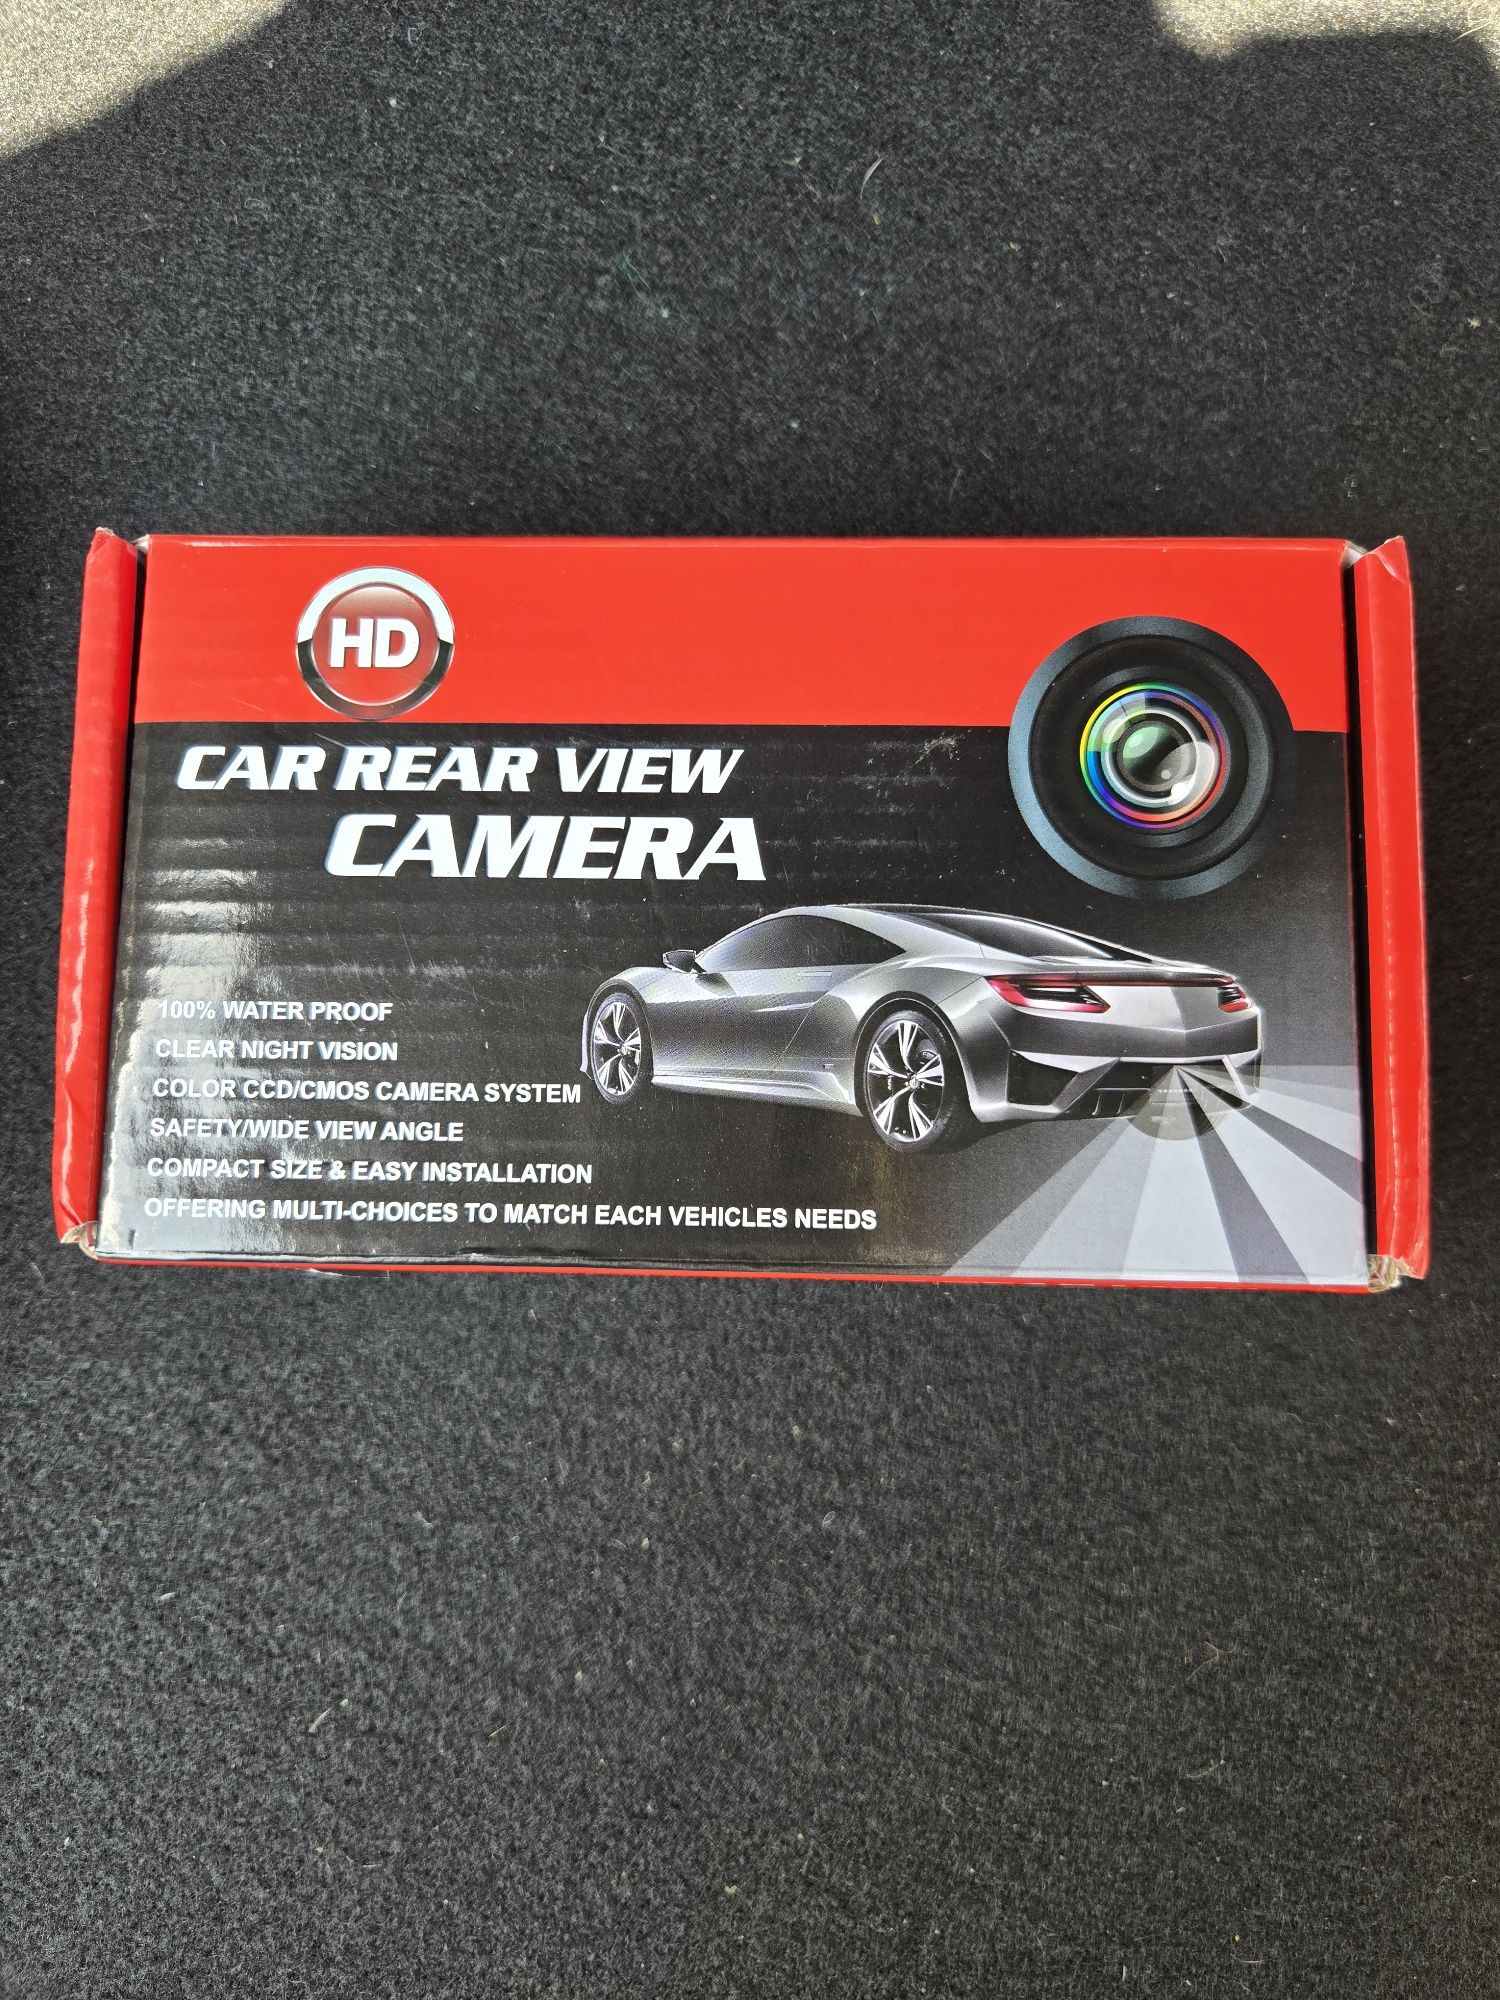 HD
CAR REAR VIEW
CAMERA
100% WATER PROOF
CLEAR NIGHT VISION
COLOR CCD/CMOS CAMERA SYSTEM
SAFETY/WIDE VIEW ANGLE
COMPACT SIZE & EASY INSTALLATION
OFFERING MULTI-CHOICES TO MATCH EACH VEHICLES NEEDS